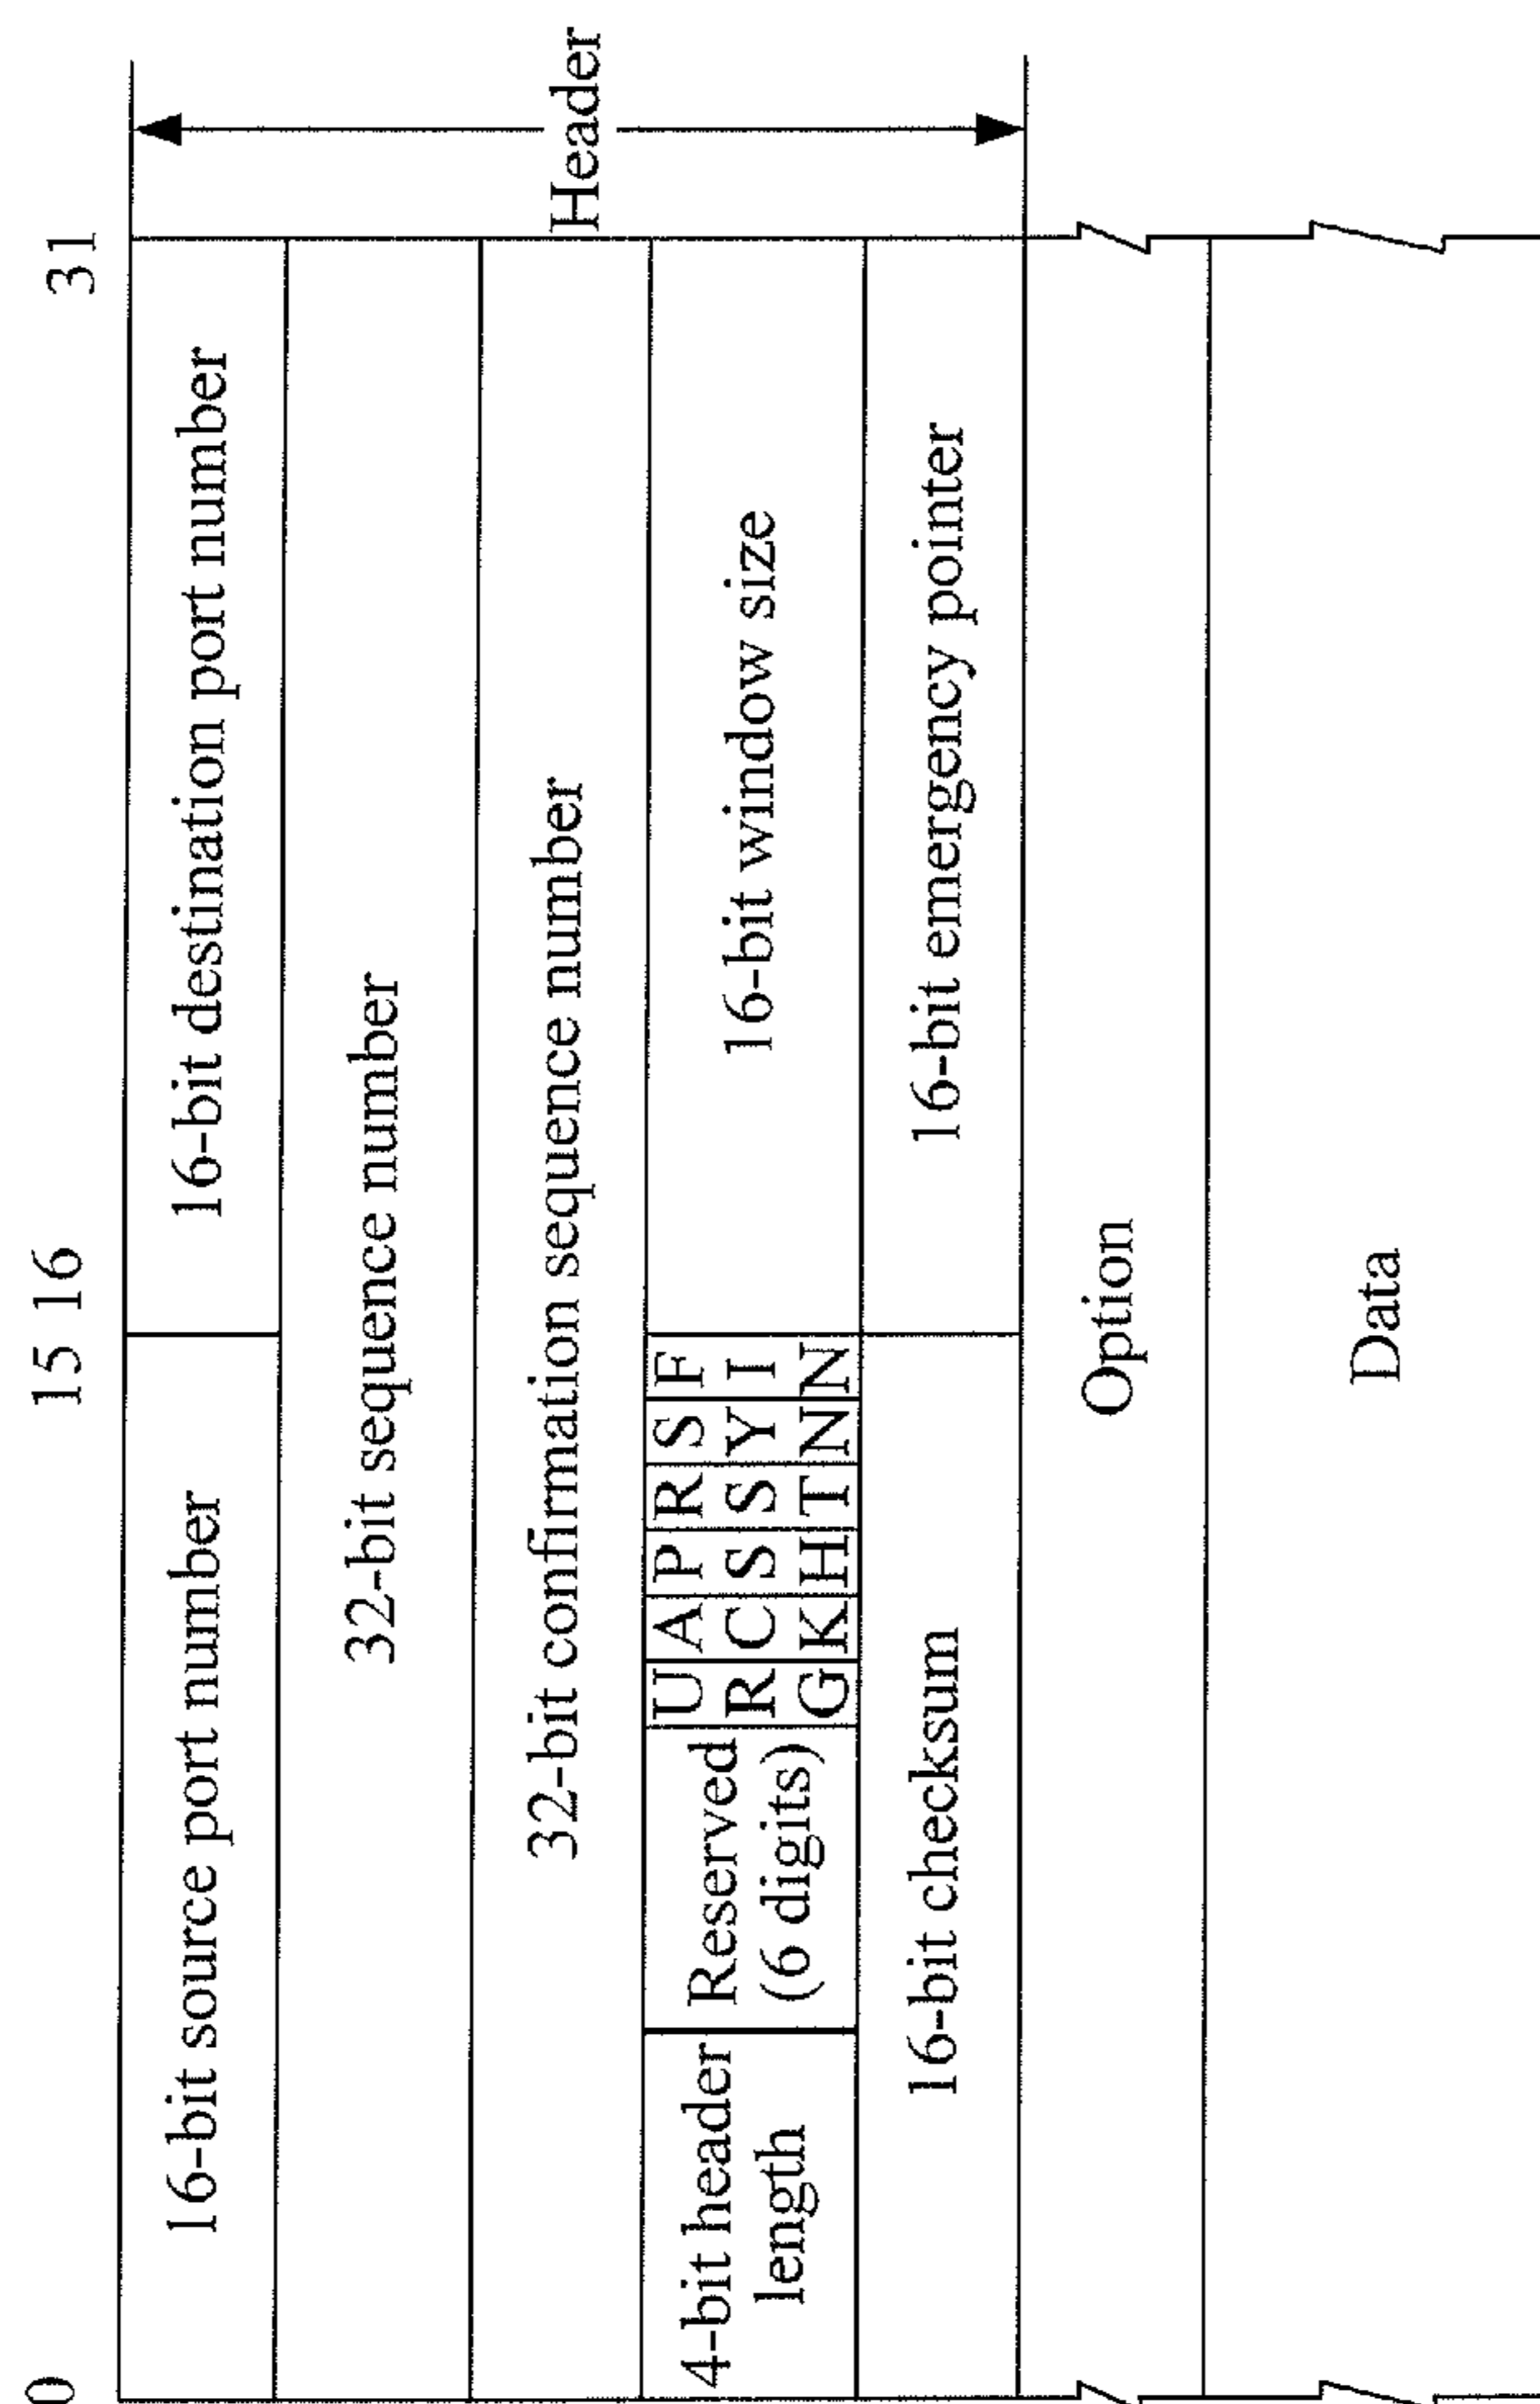 0 15 16 31
16-bit source port number 16-bit destination port number
32-bit sequence number
32-bit confirmation sequence number
4-bit header
length
Reserved
(6 digits)
U A P R S F
R C S S Y I
G K H T N N
16-bit window size
16-bit checksum 16-bit emergency pointer
Header
Option
Data